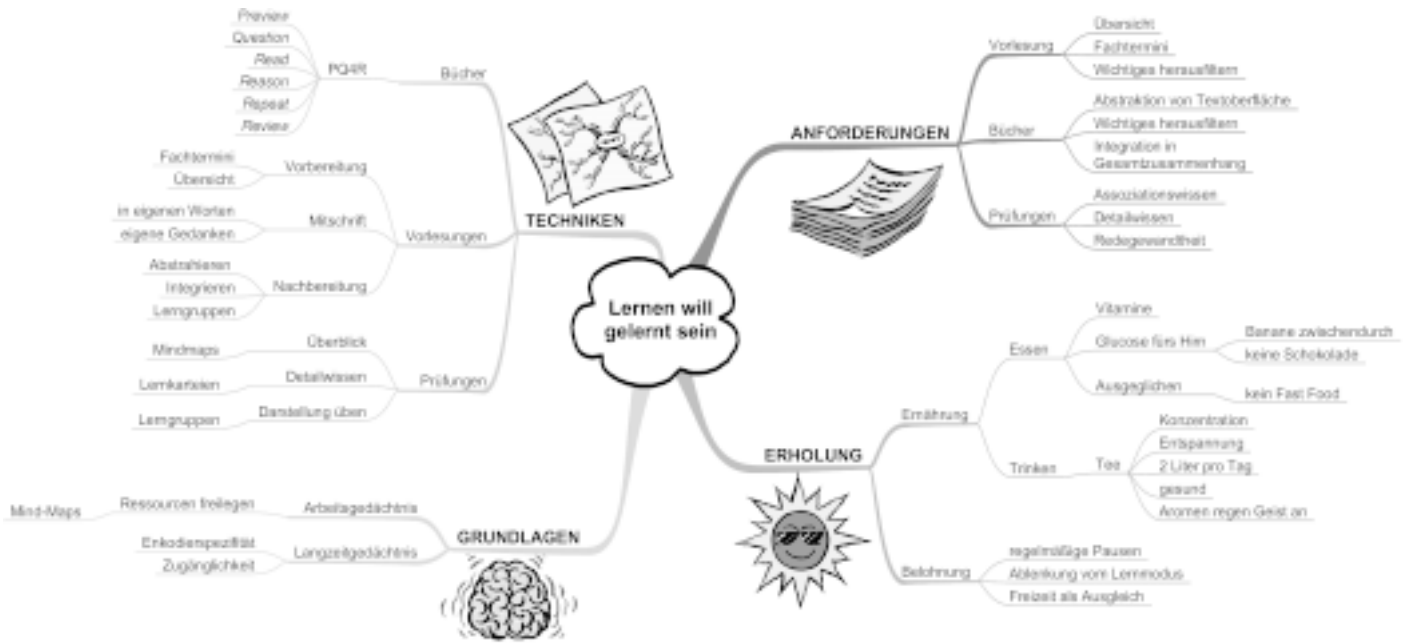 Lernen will
gelernt sein
TECHNIKEN
Bücher
PQ4R
Preview
Question
Read
Reason
Repeat
Review
Vorlesungen
Vorbereitung
Fachtermini
Übersicht
Mitschrift
in eigenen Worten
eigene Gedanken
Nachbereitung
Abstrahieren
Integrieren
Lerngruppen
Prüfungen
Überblick
Mindmaps
Detailwissen
Lernkarteien
Darstellung üben
Lerngruppen
GRUNDLAGEN
Arbeitsgedächtnis
Ressourcen freilegen
Mind-Maps
Langzeitgedächtnis
Enkodierspezifität
Zugänglichkeit
ANFORDERUNGEN
Vorlesung
Übersicht
Fachtermini
Wichtiges herausfiltern
Bücher
Abstraktion von Textoberfläche
Wichtiges herausfiltern
Integration in
Gesamtzusammenhang
Prüfungen
Assoziationswissen
Detailwissen
Redegewandtheit
ERHOLUNG
Ernährung
Essen
Vitamine
Glucose fürs Hirn
Banane zwischendurch
keine Schokolade
Ausgeglichen
kein Fast Food
Trinken
Tee
Konzentration
Entspannung
2 Liter pro Tag
gesund
Aromen regen Geist an
Belohnung
regelmäßige Pausen
Ablenkung vom Lernmodus
Freizeit als Ausgleich